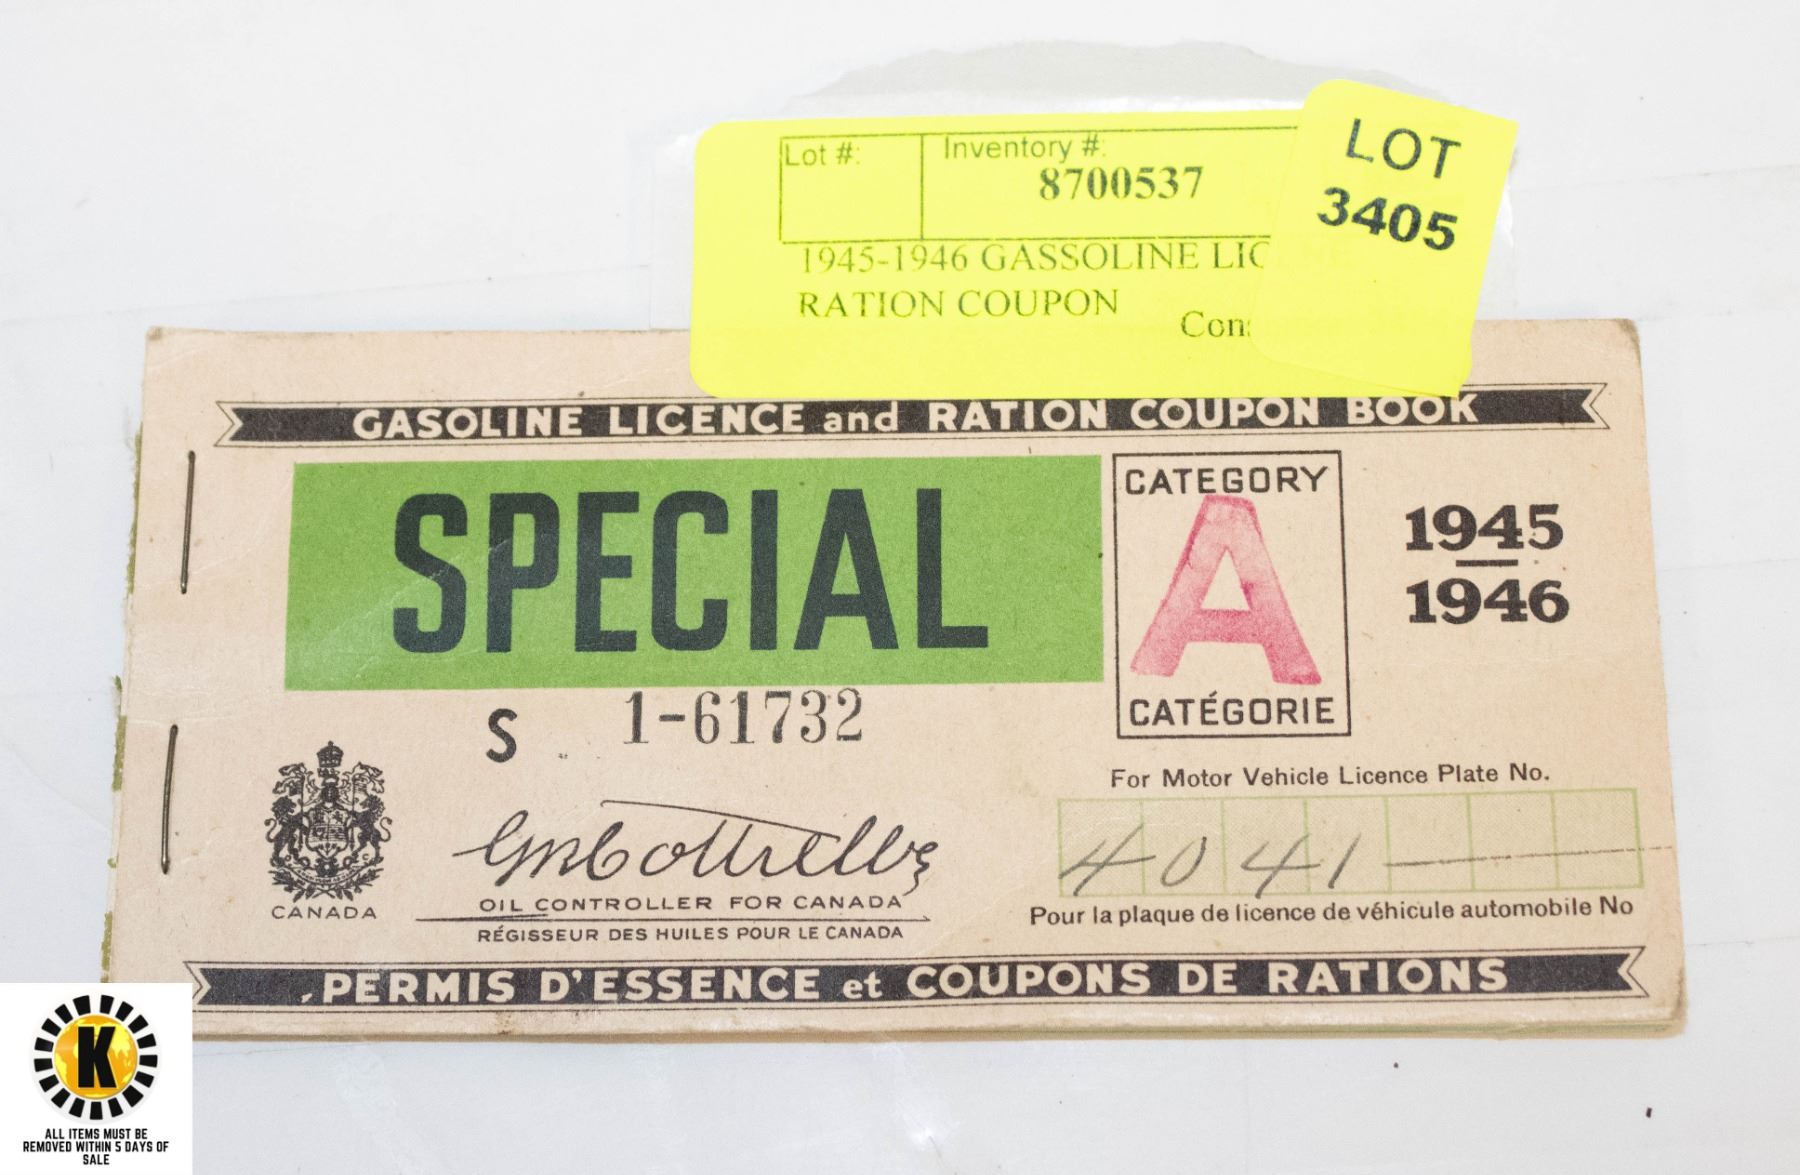 Lot #:
Inventory #:
8700537
LOT
3405
1945-1946 GASSOLINE
RATION COUPON
GASOLINE LICENCE and RATION COUPON BOOK
SPECIAL
CATEGORY
A
CATÉGORIE
1945
1946
S 1-61732
For Motor Vehicle Licence Plate No.
4041
Pour la plaque de licence de véhicule automobile No
CANADA
OIL CONTROLLER FOR CANADA
RÉGISSEUR DES HUILES POUR LE CANADA
PERMIS D'ESSENCE et COUPONS DE RATIONS
K
ALL ITEMS MUST BE
REMOVED WITHIN 5 DAYS OF
SALE